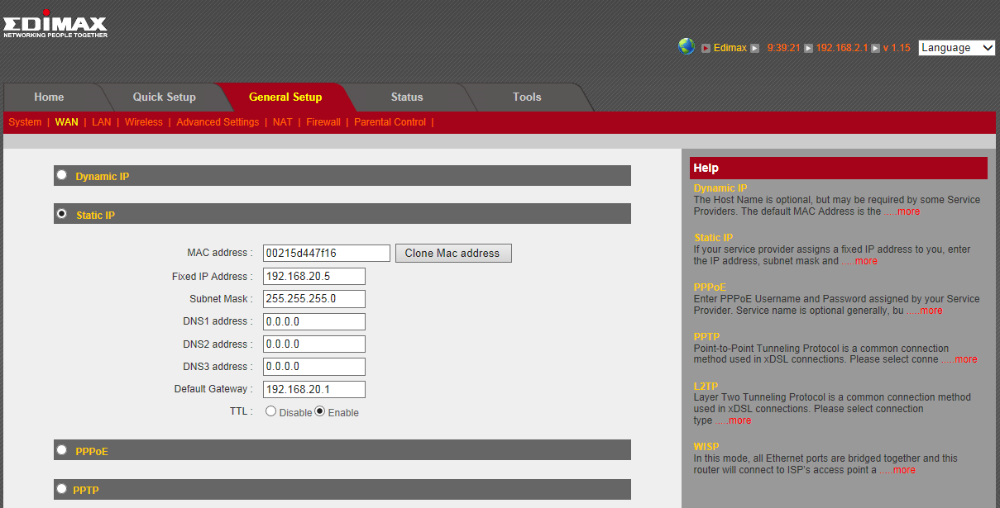 EDIMAX
NETWORKING PEOPLE TOGETHER
Edimax 9:39:21 192.168.2.1 v 1.15 Language
Home Quick Setup General Setup Status Tools
System | WAN | LAN | Wireless | Advanced Settings | NAT | Firewall | Parental Control |
Dynamic IP
Static IP
MAC address : 00215d447f16 Clone Mac address
Fixed IP Address : 192.168.20.5
Subnet Mask : 255.255.255.0
DNS1 address : 0.0.0.0
DNS2 address : 0.0.0.0
DNS3 address : 0.0.0.0
Default Gateway : 192.168.20.1
TTL : Disable Enable
PPPoE
PPTP
Help
Dynamic IP
The Host Name is optional, but may be required by some Service
Providers. The default MAC Address is the .....more
Static IP
If your service provider assigns a fixed IP address to you, enter
the IP address, subnet mask and .....more
PPPoE
Enter PPPoE Username and Password assigned by your Service
Provider. Service name is optional generally, bu .....more
PPTP
Point-to-Point Tunneling Protocol is a common connection
method used in xDSL connections. Please select conne .....more
L2TP
Layer Two Tunneling Protocol is a common connection method
used in xDSL connections. Please select connection
type .....more
WISP
In this mode, all Ethernet ports are bridged together and this
router will connect to ISP's access point a .....more